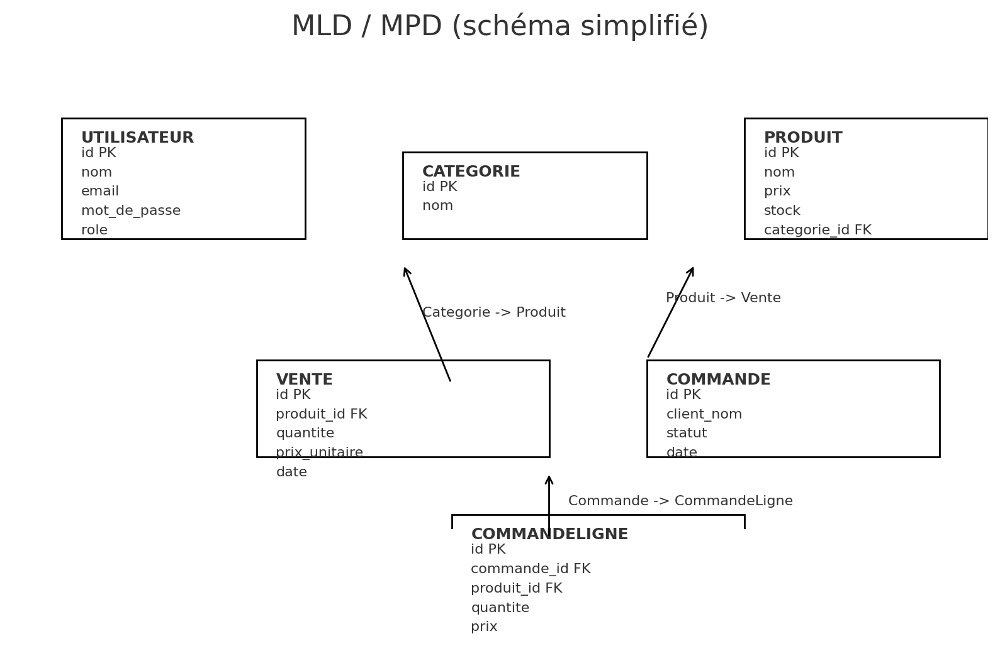 MLD / MPD (schéma simplifié)
UTILISATEUR
id PK
nom
email
mot_de_passe
role
CATEGORIE
id PK
nom
PRODUIT
id PK
nom
prix
stock
categorie_id FK
Categorie -> Produit
Produit -> Vente
VENTE
id PK
produit_id FK
quantite
prix_unitaire
date
COMMANDE
id PK
client_nom
statut
date
Commande -> CommandeLigne
COMMANDELIGNE
id PK
commande_id FK
produit_id FK
quantite
prix